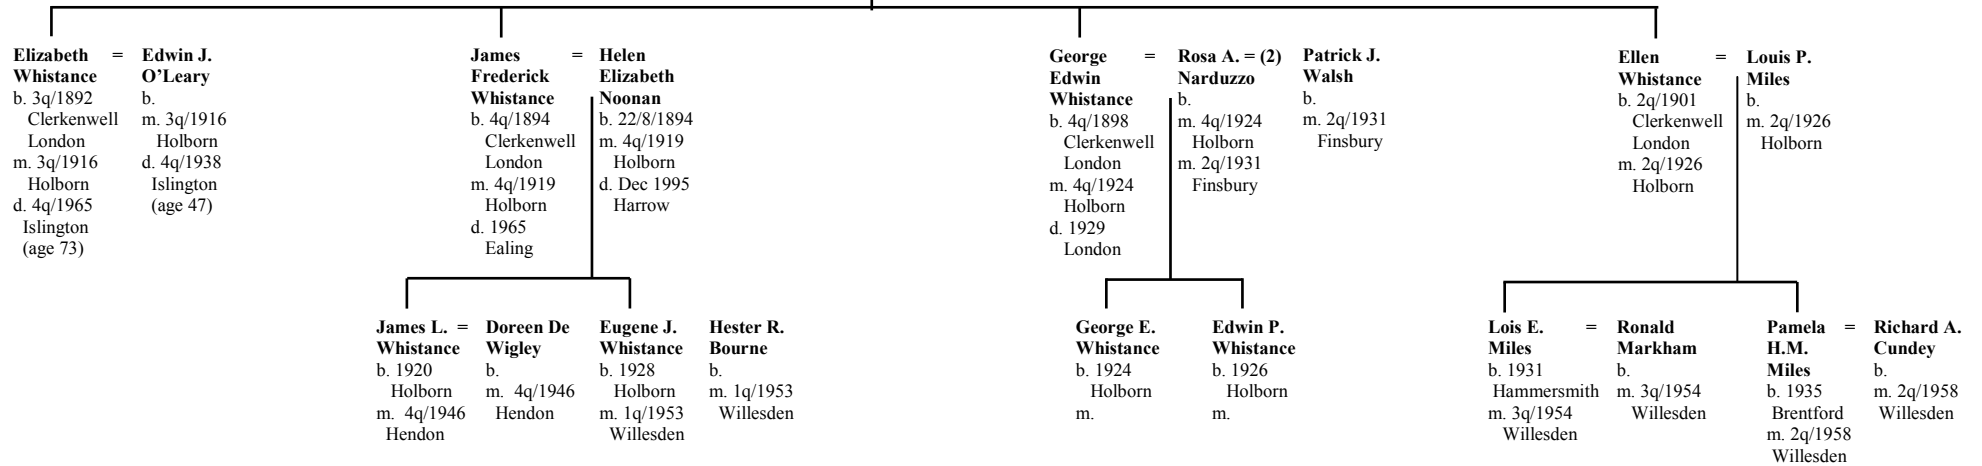 Elizabeth = Edwin J.
Whistance O'Leary
b. 3q/1892 b.
Clerkenwell m. 3q/1916
London Holborn
m. 3q/1916 d. 4q/1938
Holborn Islington
d. 4q/1965 (age 47)
Islington
(age 73)
James = Helen
Frederick Elizabeth
Whistance Noonan
b. 4q/1894 b. 22/8/1894
Clerkenwell m. 4q/1919
London Holborn
m. 4q/1919 d. Dec 1995
Holborn Harrow
d. 1965
Ealing
George = Rosa A. = (2) Patrick J.
Edwin Narduzzo Walsh
Whistance b. b.
b. 4q/1898 m. 4q/1924 m. 2q/1931
Clerkenwell Holborn Finsbury
London m. 2q/1931
m. 4q/1924 Finsbury
Holborn
d. 1929
London
Ellen = Louis P.
Whistance Miles
b. 2q/1901 b.
Clerkenwell m. 2q/1926
London Holborn
m. 2q/1926
Holborn
James L. = Doreen De
Whistance Wigley
b. 1920 b.
Holborn m. 4q/1946
m. 4q/1946 Hendon
Hendon
Eugene J. Hester R.
Whistance Bourne
b. 1928 b.
Holborn m. 1q/1953
m. 1q/1953 Willesden
Willesden
George E.
Whistance
b. 1924
Holborn
m.
Edwin P.
Whistance
b. 1926
Holborn
m.
Lois E. = Ronald
Miles Markham
b. 1931 b.
Hammersmith m. 3q/1954
m. 3q/1954 Willesden
Willesden
Pamela = Richard A.
H.M. Cundey
Miles b.
b. 1935 m. 2q/1958
Brentford Willesden
m. 2q/1958
Willesden